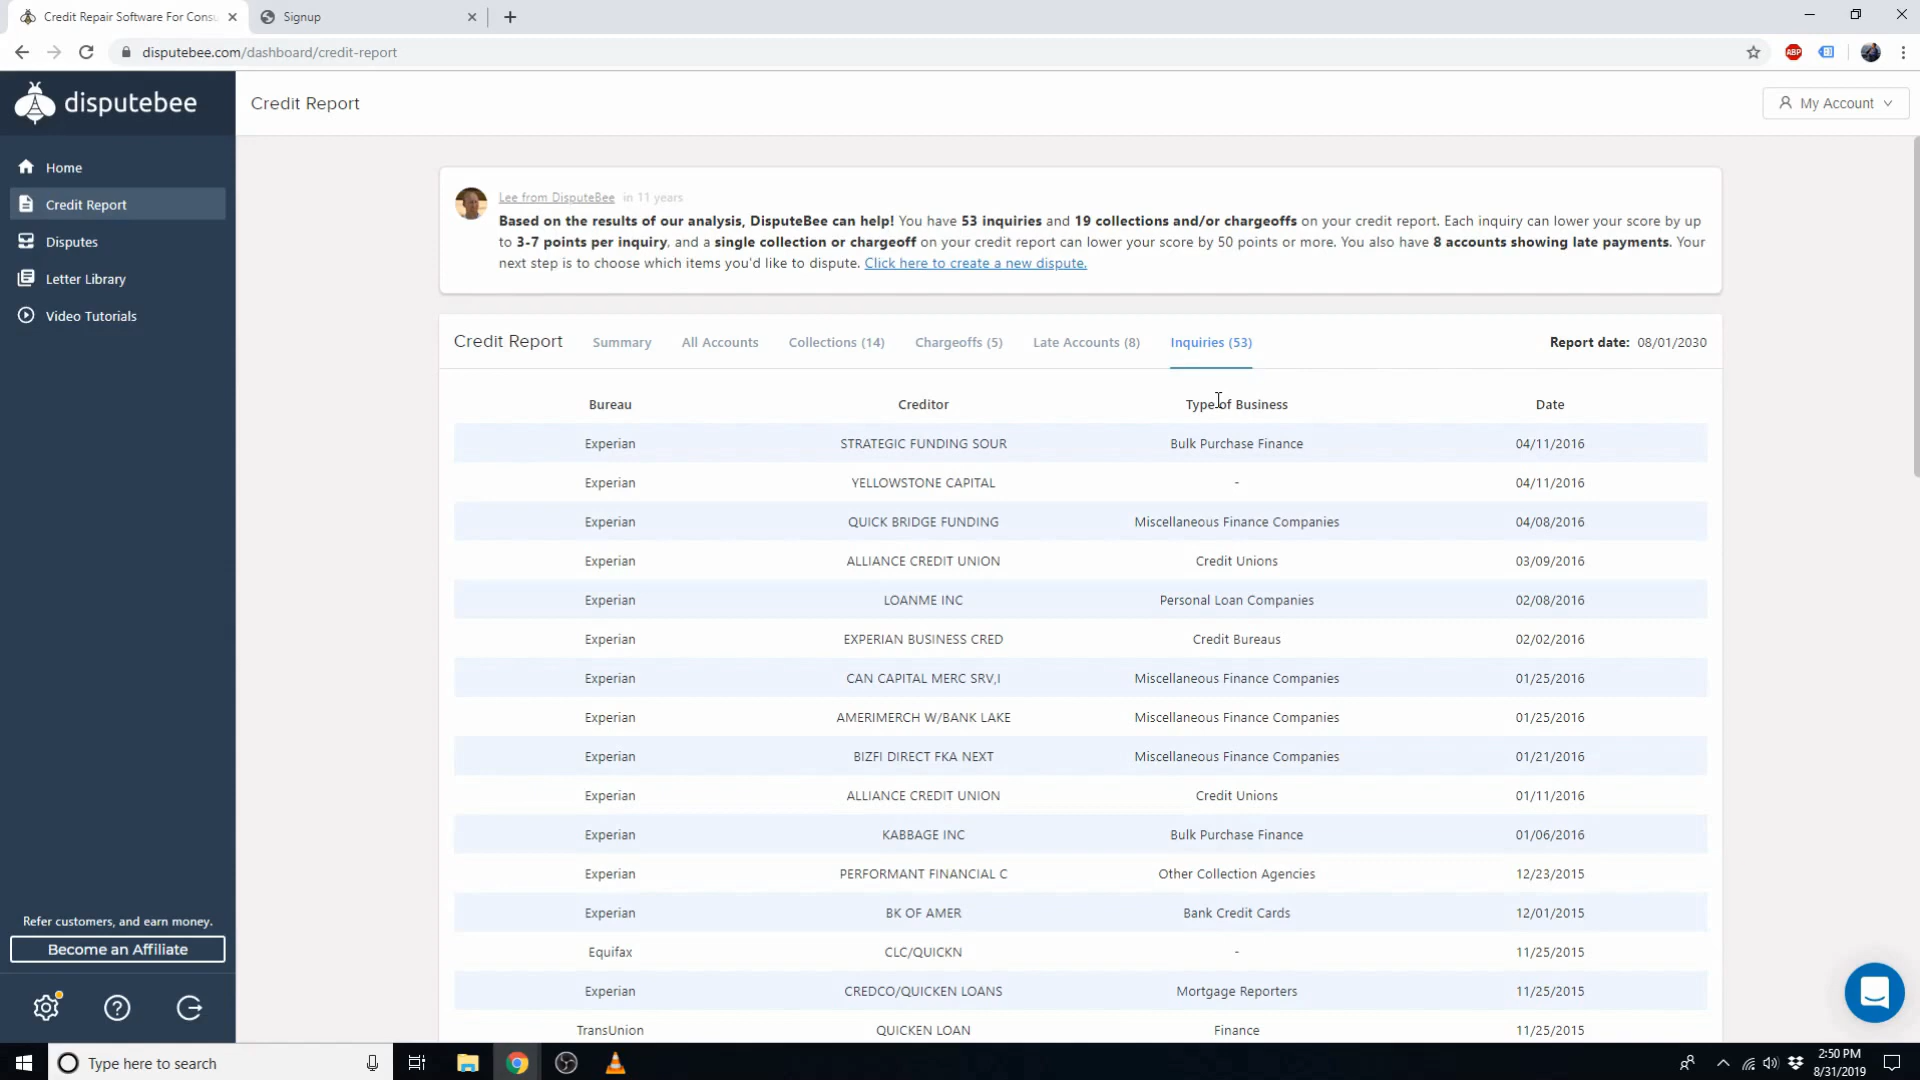 Credit Repair Software For Consu
Signup
disputebee.com/dashboard/credit-report
ABP
disputebee
Credit Report
My Account
Home
Credit Report
Disputes
Letter Library
Video Tutorials
Lee from DisputeBee in 11 years
Based on the results of our analysis, DisputeBee can help! You have 53 inquiries and 19 collections and/or chargeoffs on your credit report. Each inquiry can lower your score by up
to 3-7 points per inquiry, and a single collection or chargeoff on your credit report can lower your score by 50 points or more. You also have 8 accounts showing late payments. Your
next step is to choose which items you'd like to dispute. Click here to create a new dispute.
Credit Report Summary All Accounts Collections (14) Chargeoffs (5) Late Accounts (8) Inquiries (53) Report date: 08/01/2030
Bureau Creditor Type of Business Date
Experian STRATEGIC FUNDING SOUR Bulk Purchase Finance 04/11/2016
Experian YELLOWSTONE CAPITAL - 04/11/2016
Experian QUICK BRIDGE FUNDING Miscellaneous Finance Companies 04/08/2016
Experian ALLIANCE CREDIT UNION Credit Unions 03/09/2016
Experian LOANME INC Personal Loan Companies 02/08/2016
Experian EXPERIAN BUSINESS CRED Credit Bureaus 02/02/2016
Experian CAN CAPITAL MERC SRV,I Miscellaneous Finance Companies 01/25/2016
Experian AMERIMERCH W/BANK LAKE Miscellaneous Finance Companies 01/25/2016
Experian BIZFI DIRECT FKA NEXT Miscellaneous Finance Companies 01/21/2016
Experian ALLIANCE CREDIT UNION Credit Unions 01/11/2016
Experian KABBAGE INC Bulk Purchase Finance 01/06/2016
Experian PERFORMANT FINANCIAL C Other Collection Agencies 12/23/2015
Experian BK OF AMER Bank Credit Cards 12/01/2015
Equifax CLC/QUICKN - 11/25/2015
Experian CREDCO/QUICKEN LOANS Mortgage Reporters 11/25/2015
TransUnion QUICKEN LOAN Finance 11/25/2015
Refer customers, and earn money.
Become an Affiliate
Type here to search
2:50 PM
8/31/2019